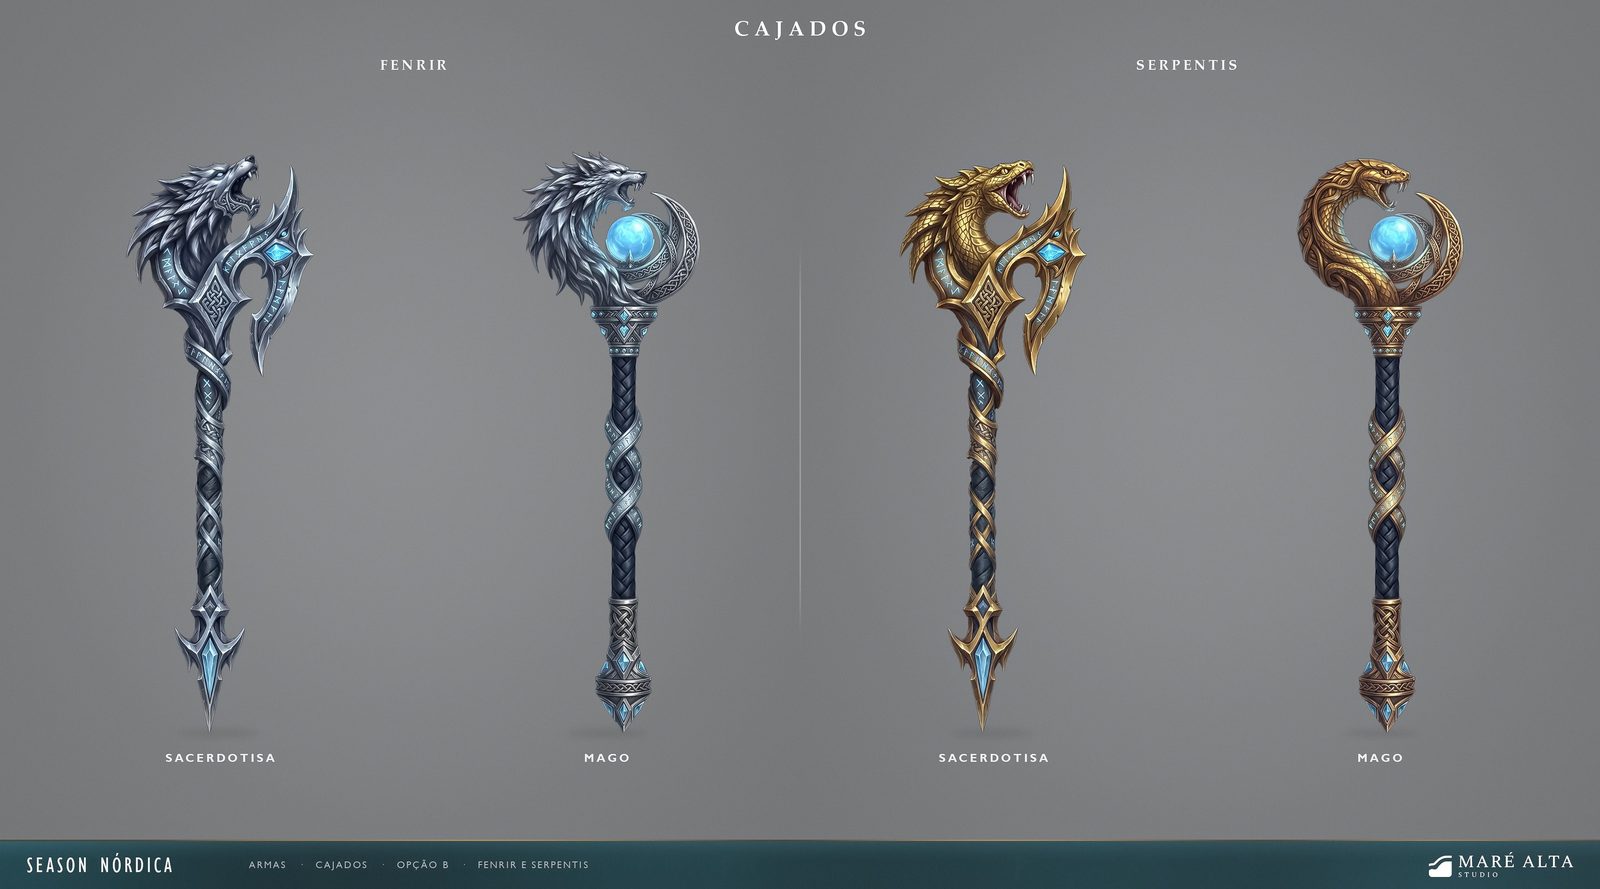 CAJADOS
FENRIR
SERPENTIS
SACERDOTISA
MAGO
SACERDOTISA
MAGO
SEASON NÓRDICA
ARMAS · CAJADOS · OPÇÃO B · FENRIR E SERPENTIS
MARÉ ALTA
STUDIO